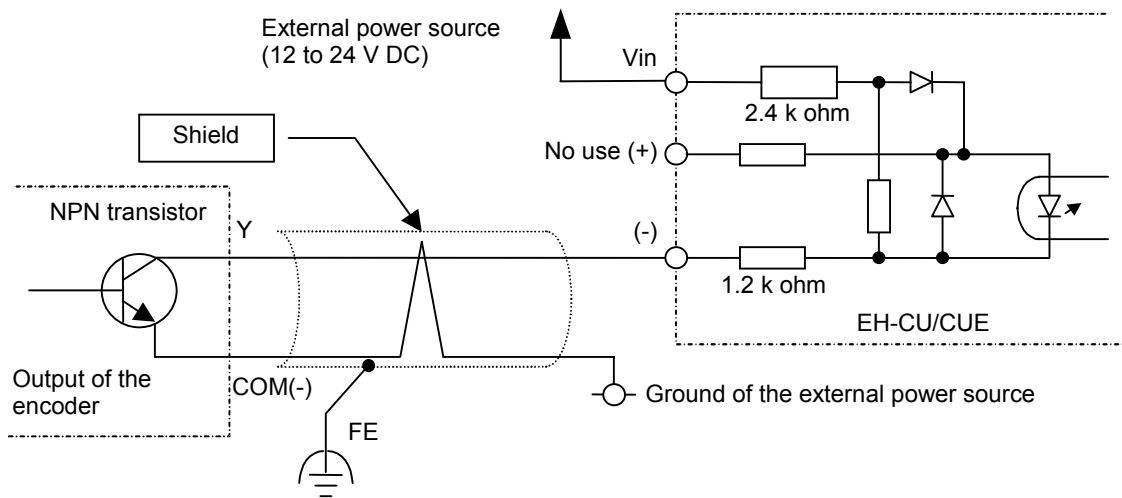 External power source
(12 to 24 V DC)
Vin
2.4 k ohm
Shield
No use (+)
NPN transistor
Y
(-)
1.2 k ohm
EH-CU/CUE
Output of the
encoder
COM(-)
Ground of the external power source
FE